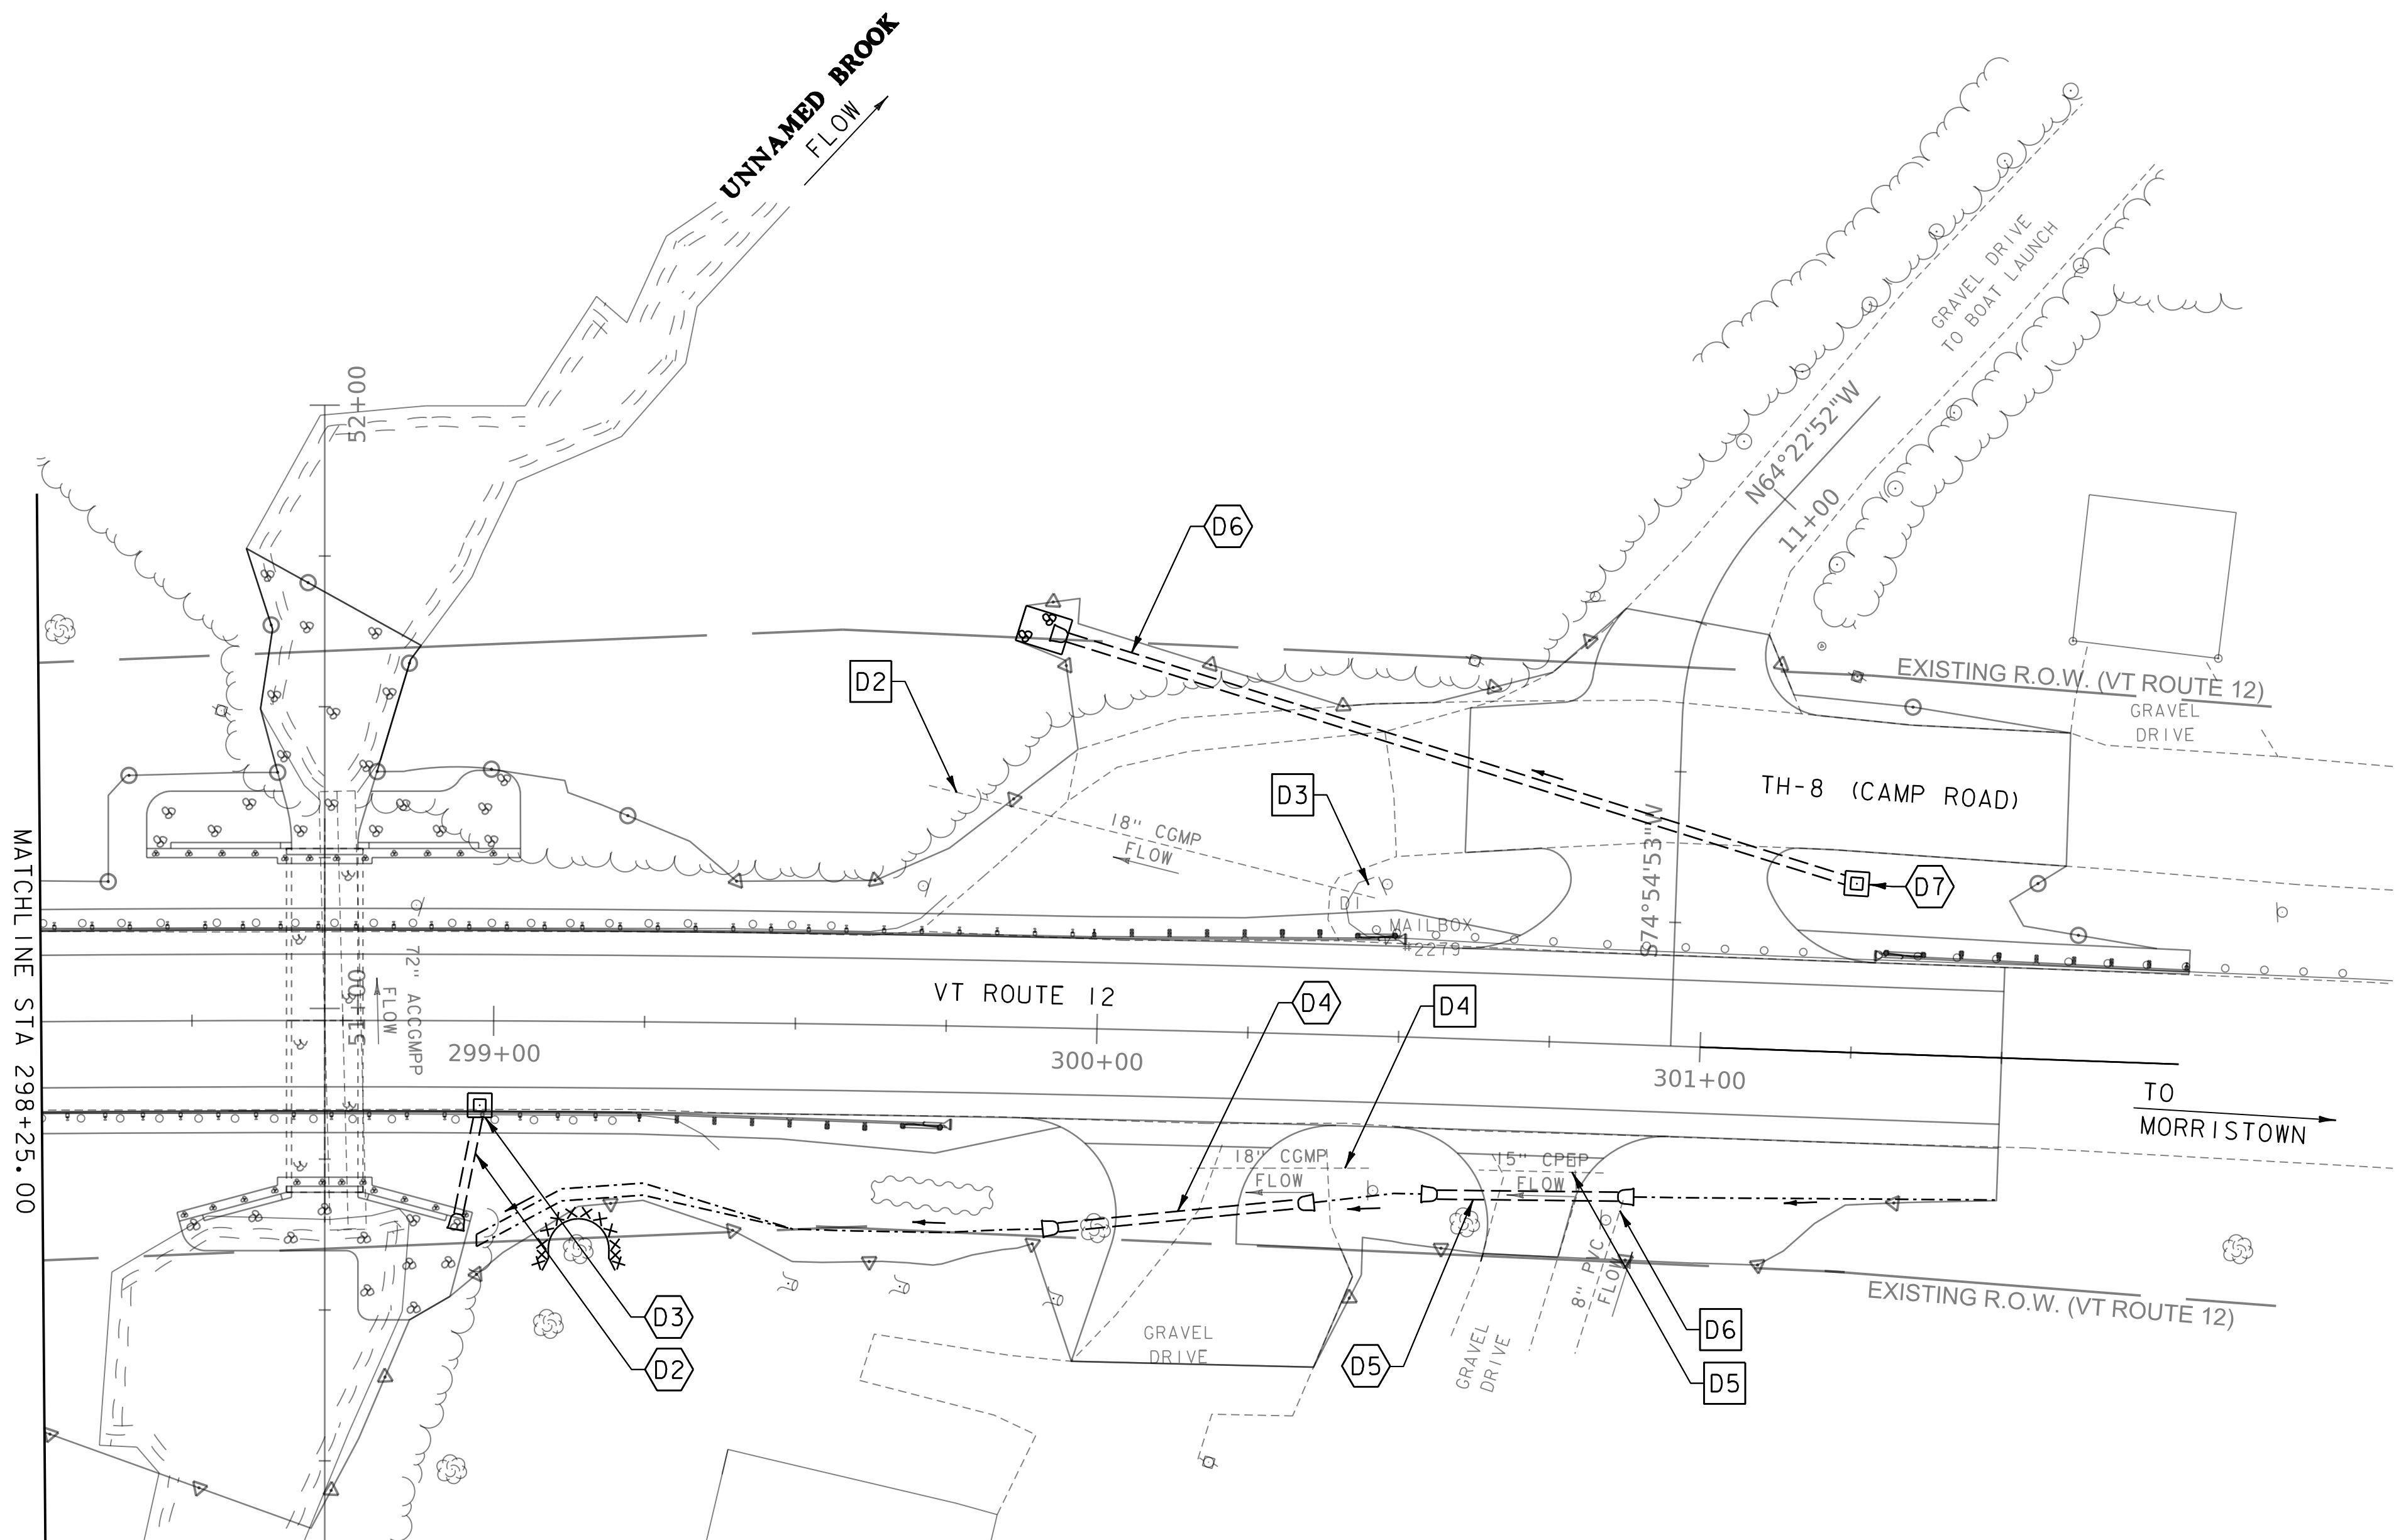 UNNAMED BROOK
FLOW
52+00
GRAVEL DRIVE
TO BOAT LAUNCH
N64°22'52"W
11+00
D6
D2
EXISTING R.O.W. (VT ROUTE 12)
GRAVEL
DRIVE
TH-8 (CAMP ROAD)
D3
18" CGMP
FLOW
D7
DI
MAILBOX
#2279
S74°54'53"W
MATCHLINE STA 298+25.00
72" ACCGMPP
FLOW
51+00
VT ROUTE 12
D4
D4
299+00
300+00
301+00
TO
MORRISTOWN
18" CGMP
FLOW
15" CPEP
FLOW
8" PVC
FLOW
EXISTING R.O.W. (VT ROUTE 12)
D3
D2
GRAVEL
DRIVE
D5
GRAVEL
DRIVE
D6
D5